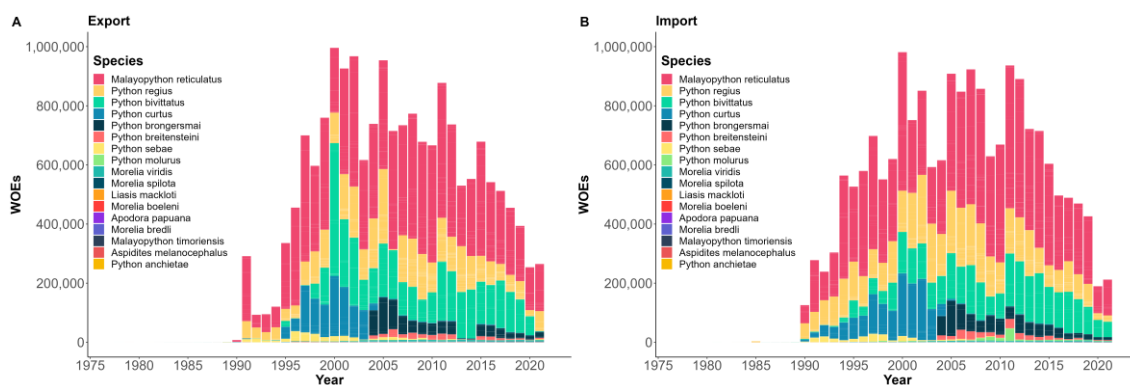 A
Export
1,000,000
800,000
600,000
400,000
200,000
0
WOEs
Species
Malayopython reticulatus
Python regius
Python bivittatus
Python curtus
Python brongersmai
Python breitensteini
Python sebae
Python molurus
Morelia viridis
Morelia spilota
Liasis mackloti
Morelia boeleni
Apodora papuana
Morelia bredli
Malayopython timoriensis
Aspidites melanocephalus
Python anchietae
1975 1980 1985 1990 1995 2000 2005 2010 2015 2020
Year
B
Import
1,000,000
800,000
600,000
400,000
200,000
0
WOEs
Species
Malayopython reticulatus
Python regius
Python bivittatus
Python curtus
Python brongersmai
Python breitensteini
Python sebae
Python molurus
Morelia viridis
Morelia spilota
Liasis mackloti
Morelia boeleni
Apodora papuana
Morelia bredli
Malayopython timoriensis
Aspidites melanocephalus
Python anchietae
1975 1980 1985 1990 1995 2000 2005 2010 2015 2020
Year